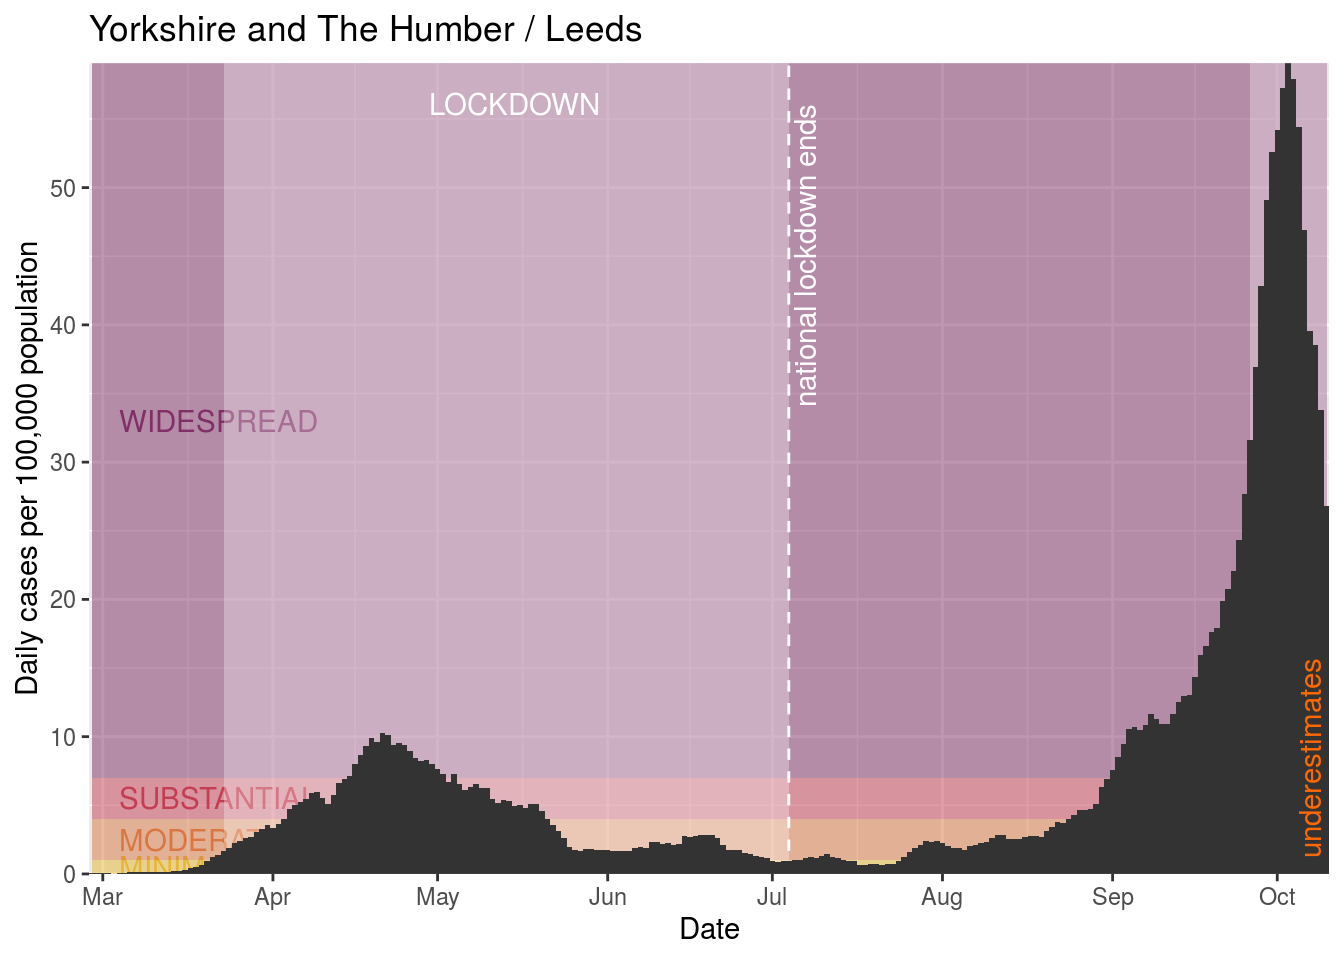 Yorkshire and The Humber / Leeds
LOCKDOWN
national lockdown ends
WIDESPREAD
SUBSTANTIAL
underestimates
Daily cases per 100,000 population
50
40
30
20
10
0
Mar
Apr
May
Jun
Jul
Aug
Sep
Oct
Date